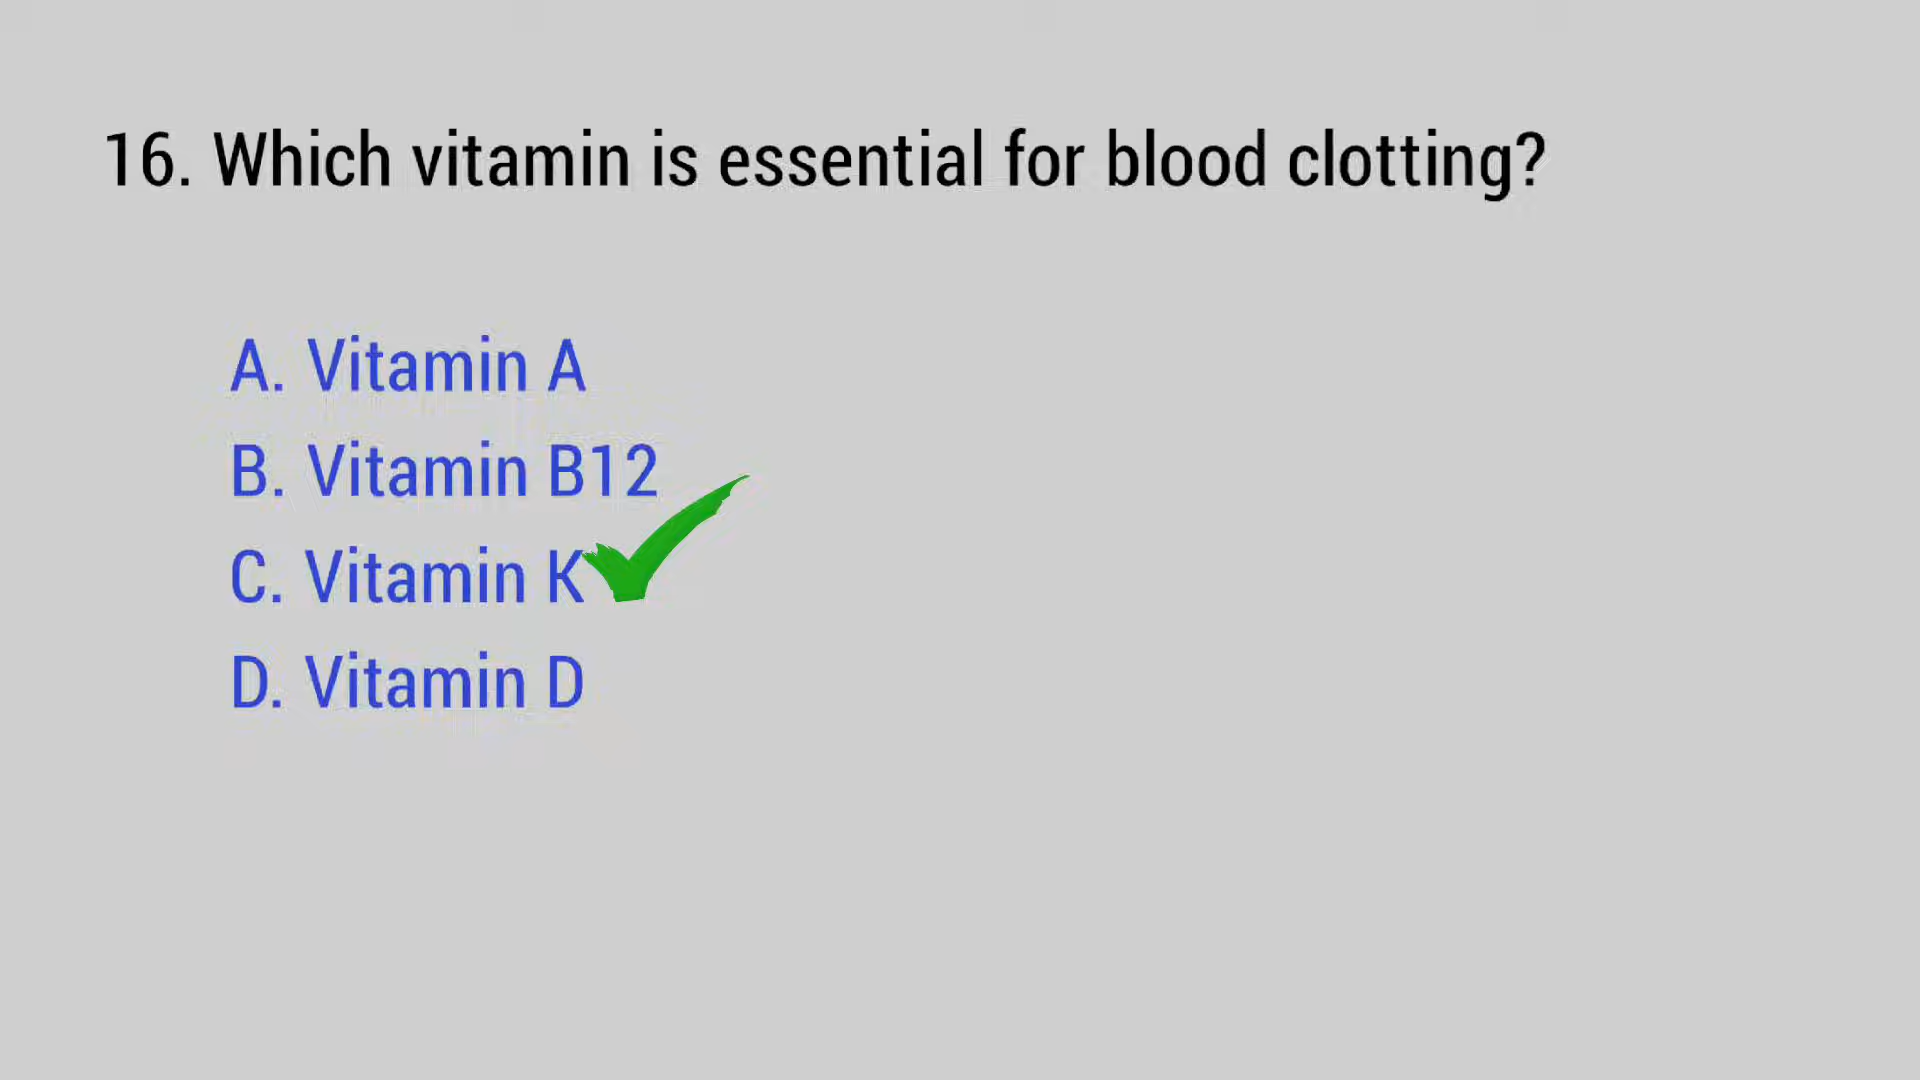 16. Which vitamin is essential for blood clotting?
A. Vitamin A
B. Vitamin B12
C. Vitamin K
D. Vitamin D